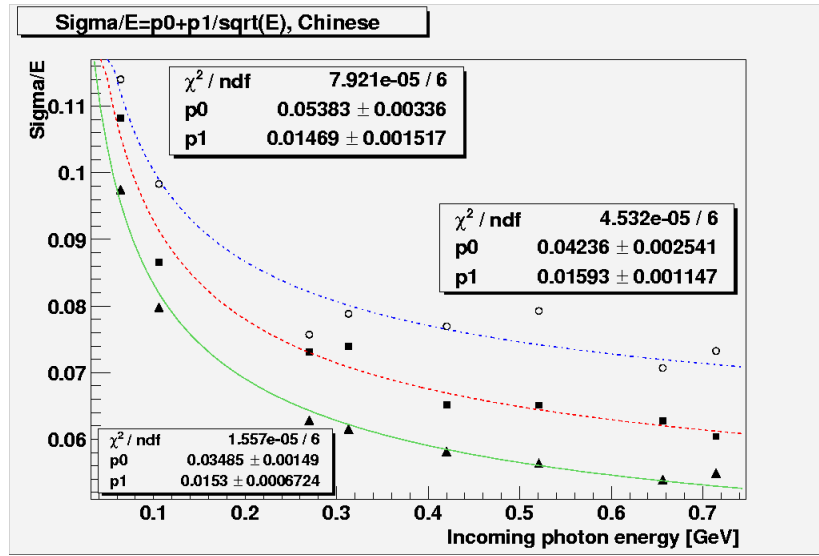 Sigma/E=p0+p1/sqrt(E), Chinese
Sigma/E
0.11
0.1
0.09
0.08
0.07
0.06
χ² / ndf 7.921e-05 / 6
p0 0.05383 ± 0.00336
p1 0.01469 ± 0.001517
χ² / ndf 4.532e-05 / 6
p0 0.04236 ± 0.002541
p1 0.01593 ± 0.001147
χ² / ndf 1.557e-05 / 6
p0 0.03485 ± 0.00149
p1 0.0153 ± 0.0006724
0.1 0.2 0.3 0.4 0.5 0.6 0.7
Incoming photon energy [GeV]